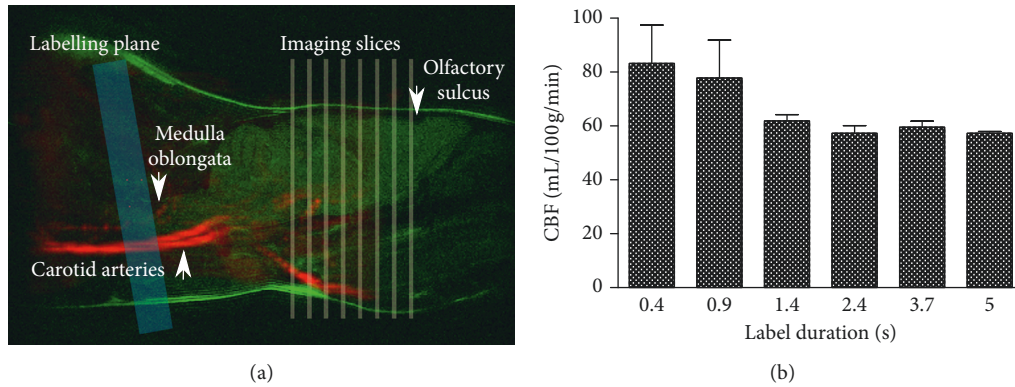 Labelling plane
Imaging slices
Olfactory
sulcus
Medulla
oblongata
Carotid arteries
(a)
CBF (mL/100g/min)
100
80
60
40
20
0
0.4 0.9 1.4 2.4 3.7 5
Label duration (s)
(b)